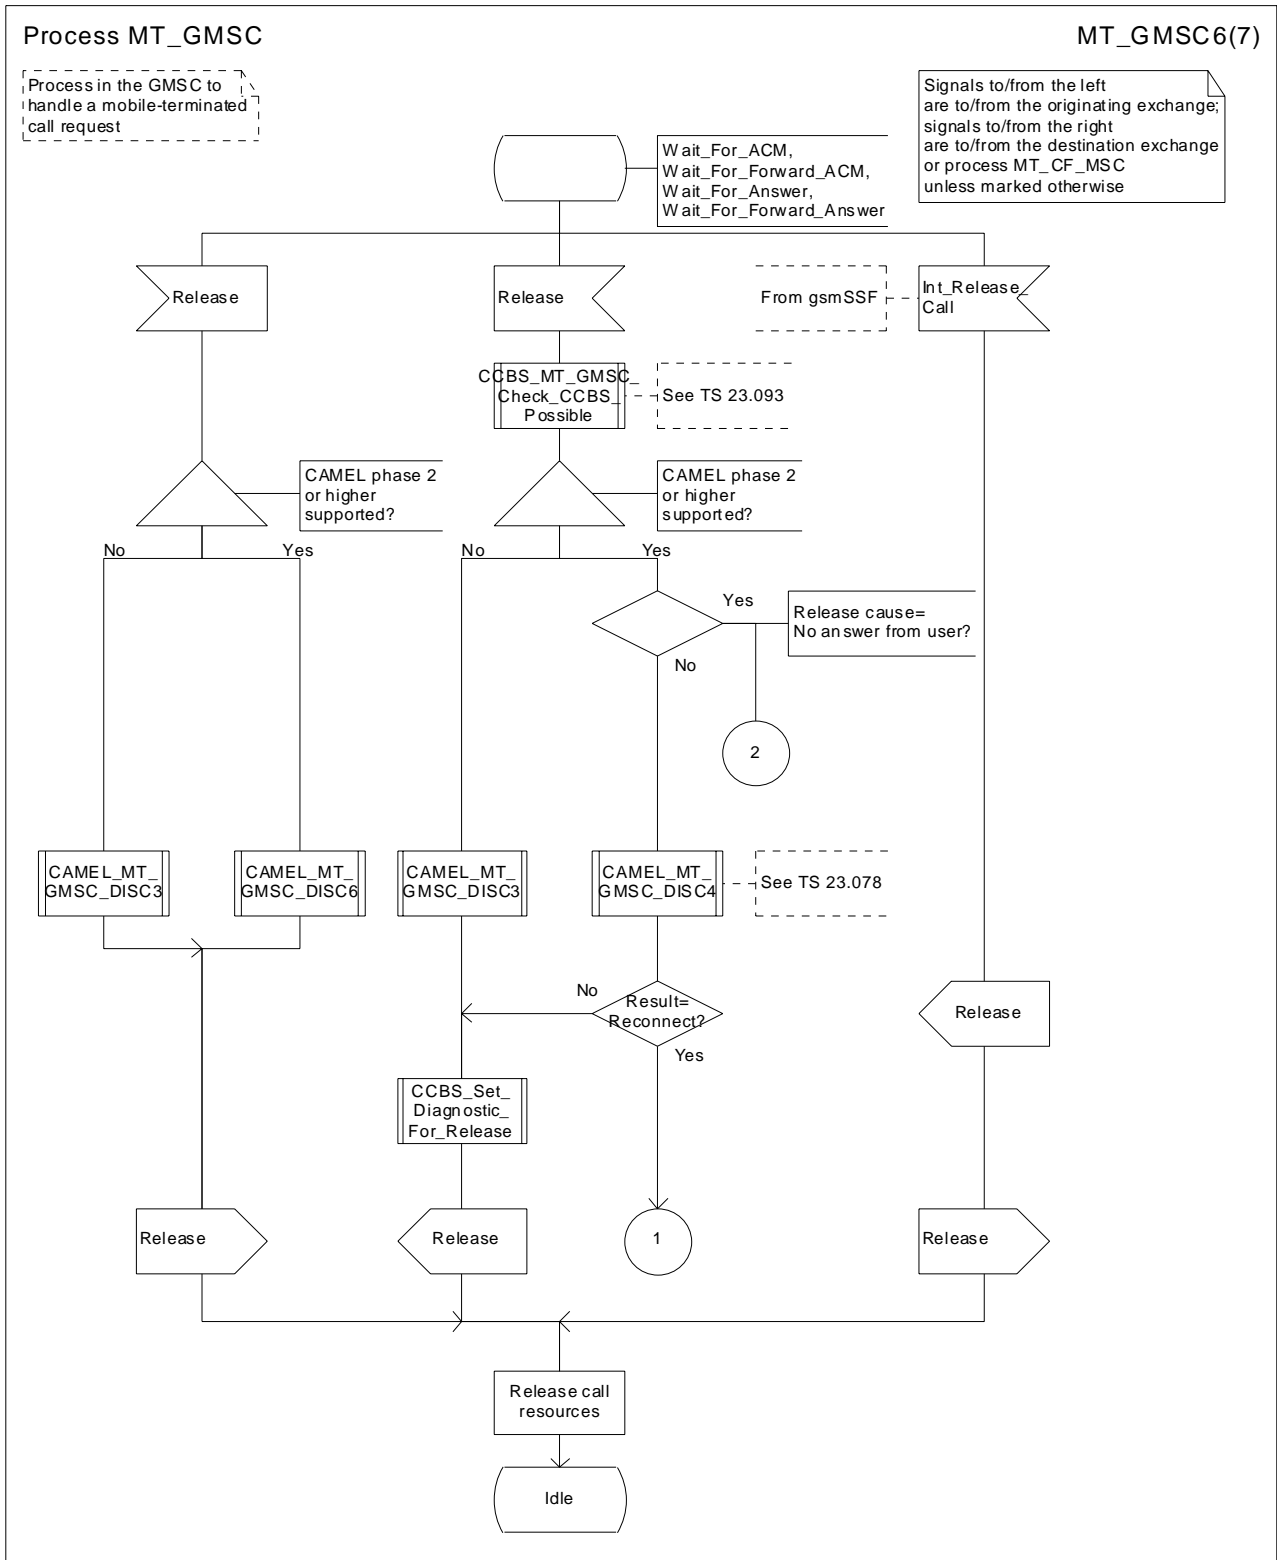 Process MT_GMSC
MT_GMSC6(7)
Process in the GMSC to
handle a mobile-terminated
call request
Signals to/from the left
are to/from the originating exchange;
signals to/from the right
are to/from the destination exchange
or process MT_CF_MSC
unless marked otherwise
Wait_For_ACM,
Wait_For_Forward_ACM,
Wait_For_Answer,
Wait_For_Forward_Answer
Release
Release
From gsmSSF
Int_Release_
Call
CCBS_MT_GMSC_
Check_CCBS_
Possible
See TS 23.093
CAMEL phase 2
or higher
supported?
CAMEL phase 2
or higher
supported?
No
Yes
No
Yes
Yes
Release cause=
No answer from user?
No
2
CAMEL_MT_
GMSC_DISC3
CAMEL_MT_
GMSC_DISC6
CAMEL_MT_
GMSC_DISC3
CAMEL_MT_
GMSC_DISC4
See TS 23.078
No
Result=
Reconnect?
Yes
Release
CCBS_Set_
Diagnostic_
For_Release
Release
Release
1
Release
Release call
resources
Idle